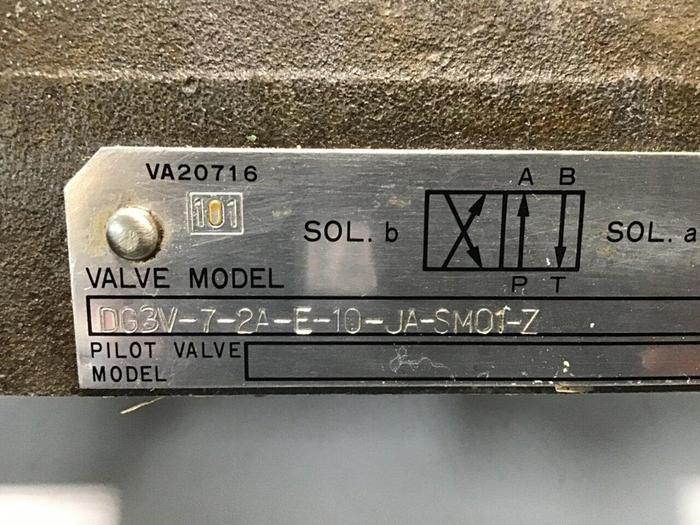 VA20716
101
A B
SOL. b
SOL. a
P T
VALVE MODEL
DG3V-7-2A-E-10-JA-SM01-Z
PILOT VALVE
MODEL